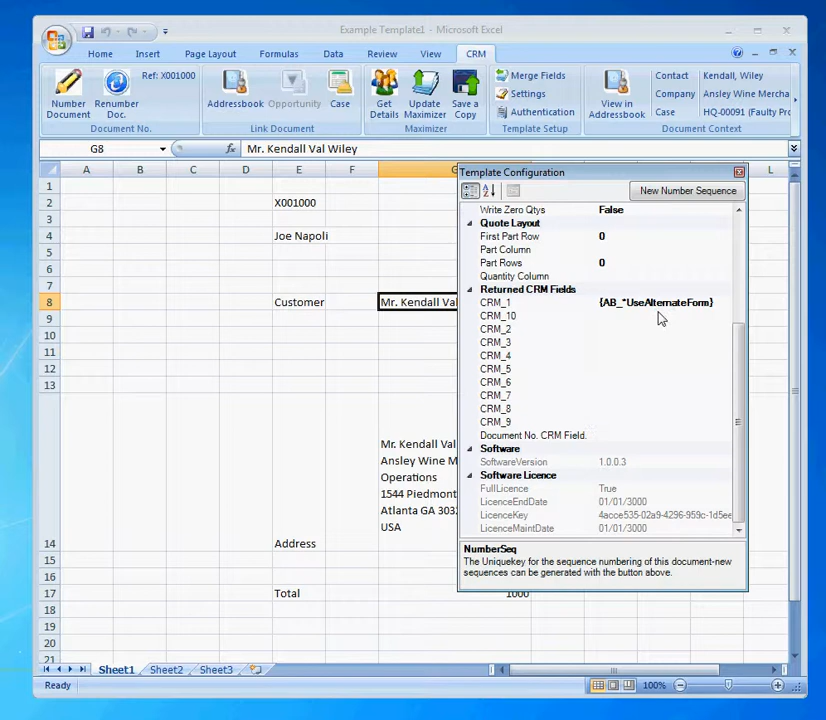 Example Template1 - Microsoft Excel
Home Insert Page Layout Formulas Data Review View CRM
Number Document
Renumber Doc.
Ref: X001000
Document No.
Addressbook Opportunity Case
Link Document
Get Details
Update Maximizer
Save a Copy
Maximizer
Merge Fields
Settings
Authentication
Template Setup
View in Addressbook
Contact Kendall, Wiley
Company Ansley Wine Mercha
Case HQ-00091 (Faulty Pro
Document Context
G8 fx Mr. Kendall Val Wiley
A B C D E F G L
1
2 X001000
3
4 Joe Napoli
5
6
7
8 Customer Mr. Kendall Val
9
10
11
12
13
Mr. Kendall Val
Ansley Wine M
Operations
1544 Piedmont
Atlanta GA 3032
USA
14 Address
15
16
17 Total 1000
18
19
20
21
Template Configuration
New Number Sequence
Write Zero Qtys False
Quote Layout
First Part Row 0
Part Column
Part Rows 0
Quantity Column
Returned CRM Fields
CRM_1 {AB_*UseAlternateForm}
CRM_10
CRM_2
CRM_3
CRM_4
CRM_5
CRM_6
CRM_7
CRM_8
CRM_9
Document No. CRM Field.
Software
SoftwareVersion 1.0.0.3
Software Licence
FullLicence True
LicenceEndDate 01/01/3000
LicenceKey 4acce535-02a9-4296-959c-1d5ee
LicenceMaintDate 01/01/3000
NumberSeq
The Uniquekey for the sequence numbering of this document-new
sequences can be generated with the button above.
Sheet1 Sheet2 Sheet3
Ready 100%